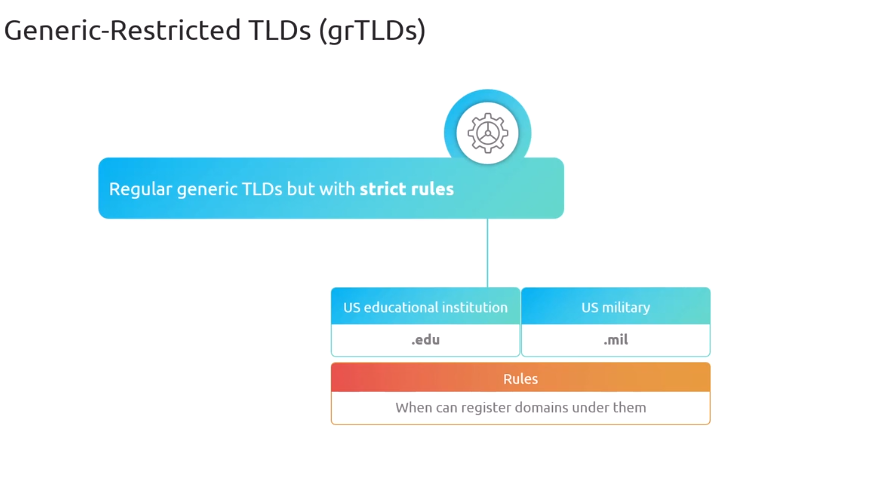 Generic-Restricted TLDs (grTLDs)
Regular generic TLDs but with strict rules
US educational institution
US military
.edu
.mil
Rules
When can register domains under them